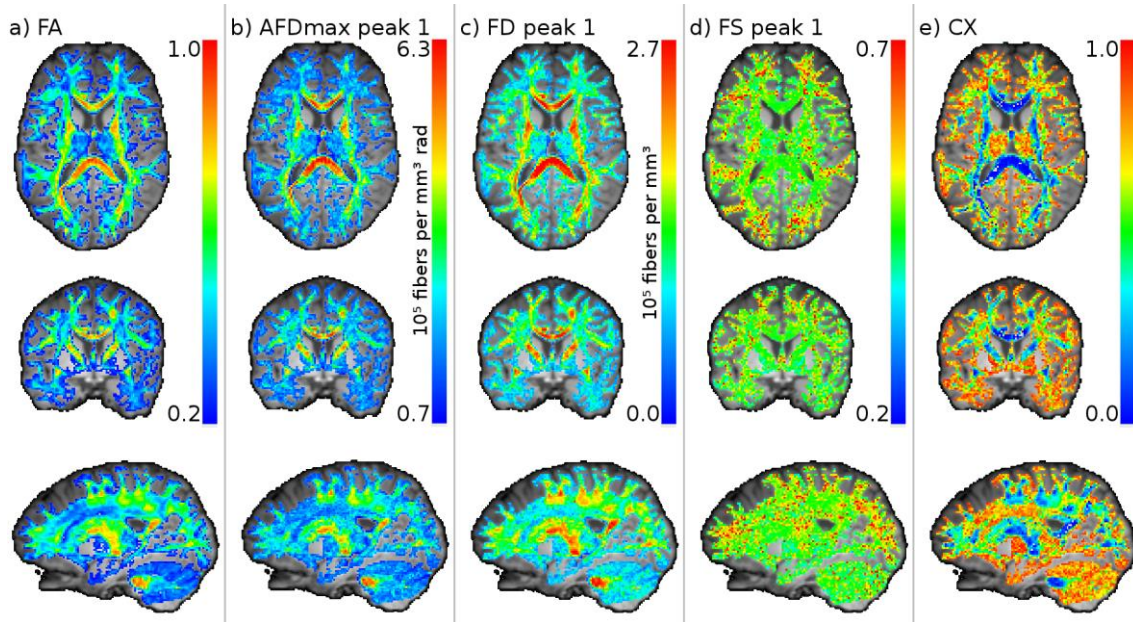 a) FA
1.0
0.2
b) AFDmax peak 1
6.3
10⁵ fibers per mm³ rad
0.7
c) FD peak 1
2.7
10⁵ fibers per mm³
0.0
d) FS peak 1
0.7
0.2
e) CX
1.0
0.0